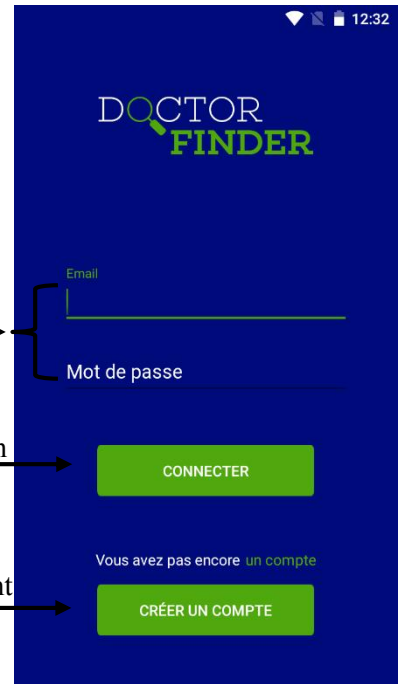 12:32
DOCTOR
FINDER
Email
Mot de passe
CONNECTER
Vous avez pas encore un compte
CRÉER UN COMPTE